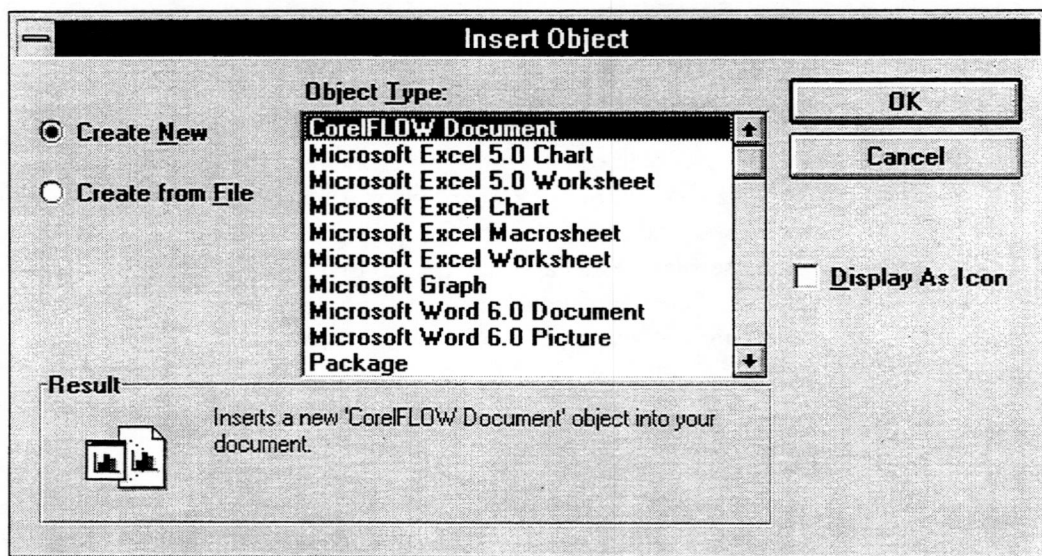 Insert Object
Create New
Create from File
Object Type:
CorelFLOW Document
Microsoft Excel 5.0 Chart
Microsoft Excel 5.0 Worksheet
Microsoft Excel Chart
Microsoft Excel Macrosheet
Microsoft Excel Worksheet
Microsoft Graph
Microsoft Word 6.0 Document
Microsoft Word 6.0 Picture
Package
OK
Cancel
Display As Icon
Result
Inserts a new 'CorelFLOW Document' object into your
document.